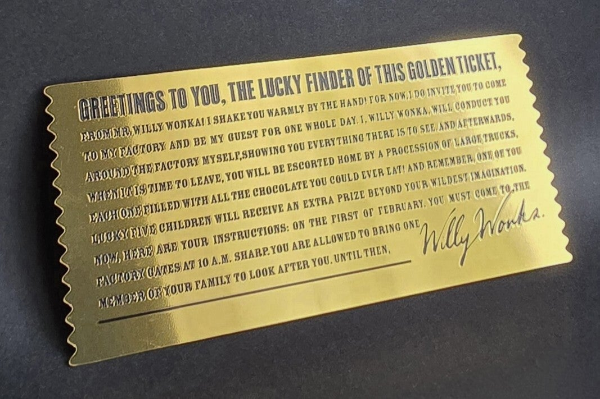 GREETINGS TO YOU, THE LUCKY FINDER OF THIS GOLDEN TICKET,
FROM MR. WILLY WONKA! I SHAKE YOU WARMLY BY THE HAND! FOR NOW, I DO INVITE YOU TO COME
TO MY FACTORY AND BE MY GUEST FOR ONE WHOLE DAY. I, WILLY WONKA, WILL CONDUCT YOU
AROUND THE FACTORY MYSELF, SHOWING YOU EVERYTHING THERE IS TO SEE, AND AFTERWARDS,
WHEN IT IS TIME TO LEAVE, YOU WILL BE ESCORTED HOME BY A PROCESSION OF LARGE TRUCKS,
EACH ONE FILLED WITH ALL THE CHOCOLATE YOU COULD EVER EAT! AND REMEMBER, ONE OF YOU
LUCKY FIVE CHILDREN WILL RECEIVE AN EXTRA PRIZE BEYOND YOUR WILDEST IMAGINATION.
NOW, HERE ARE YOUR INSTRUCTIONS: ON THE FIRST OF FEBRUARY, YOU MUST COME TO THE
FACTORY GATES AT 10 A.M. SHARP. YOU ARE ALLOWED TO BRING ONE
MEMBER OF YOUR FAMILY TO LOOK AFTER YOU. UNTIL THEN,
Willy Wonka.